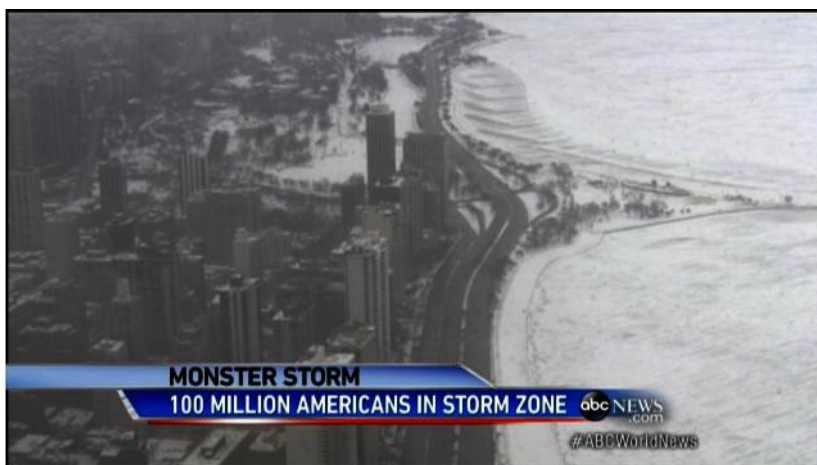 MONSTER STORM
100 MILLION AMERICANS IN STORM ZONE
abc NEWS
.com
#ABCWorldNews